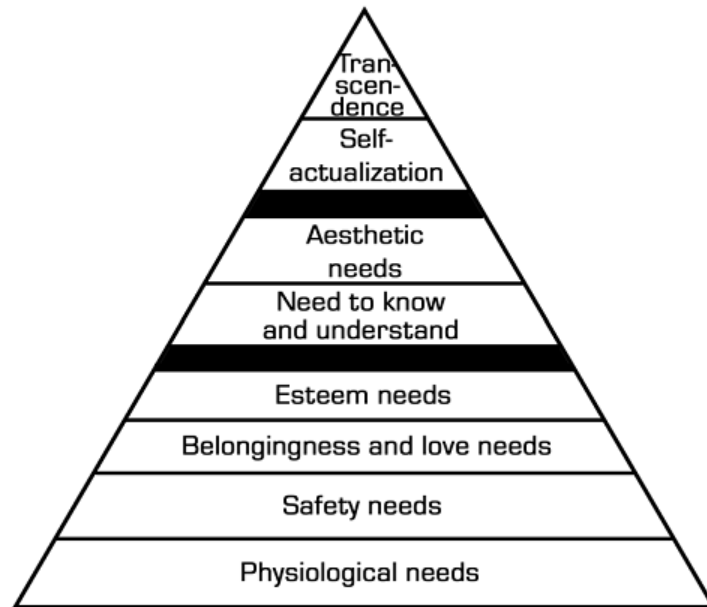 Tran-
scen-
dence
Self-
actualization
Aesthetic
needs
Need to know
and understand
Esteem needs
Belongingness and love needs
Safety needs
Physiological needs